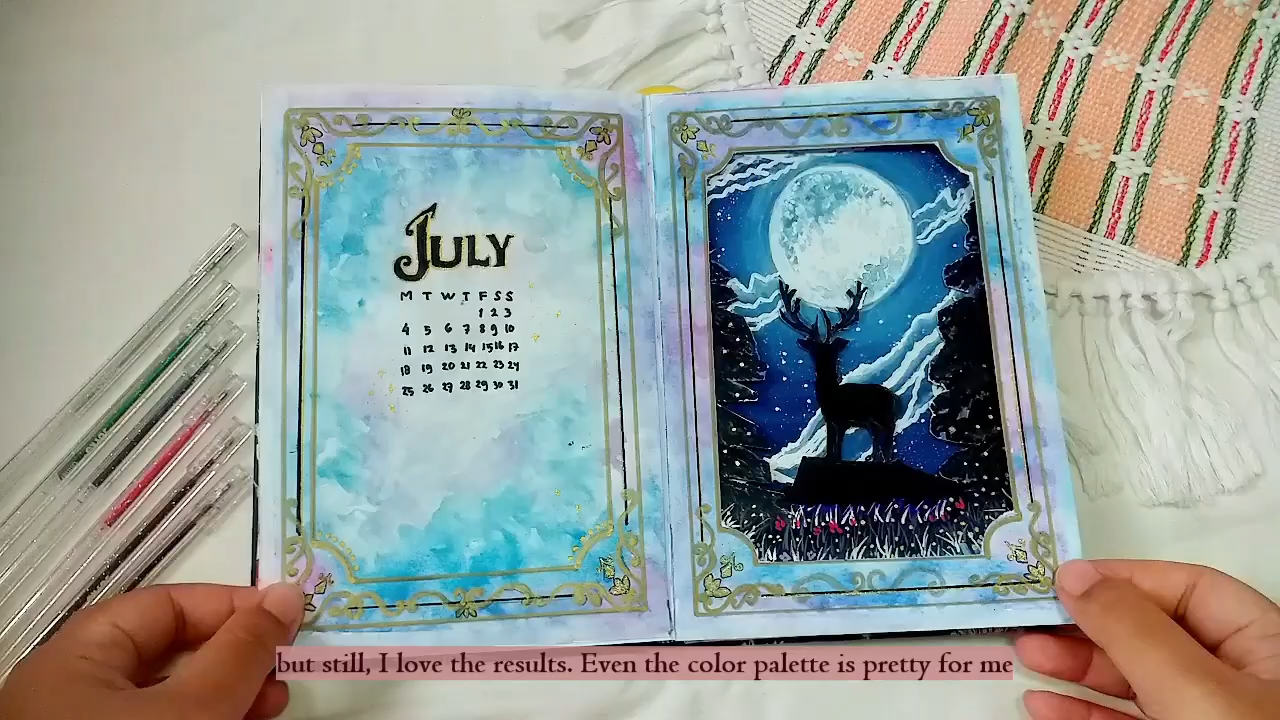 JULY
M T W T F S S
1 2 3
4 5 6 7 8 9 10
11 12 13 14 15 16 17
18 19 20 21 22 23 24
25 26 27 28 29 30 31
but still, I love the results. Even the color palette is pretty for me